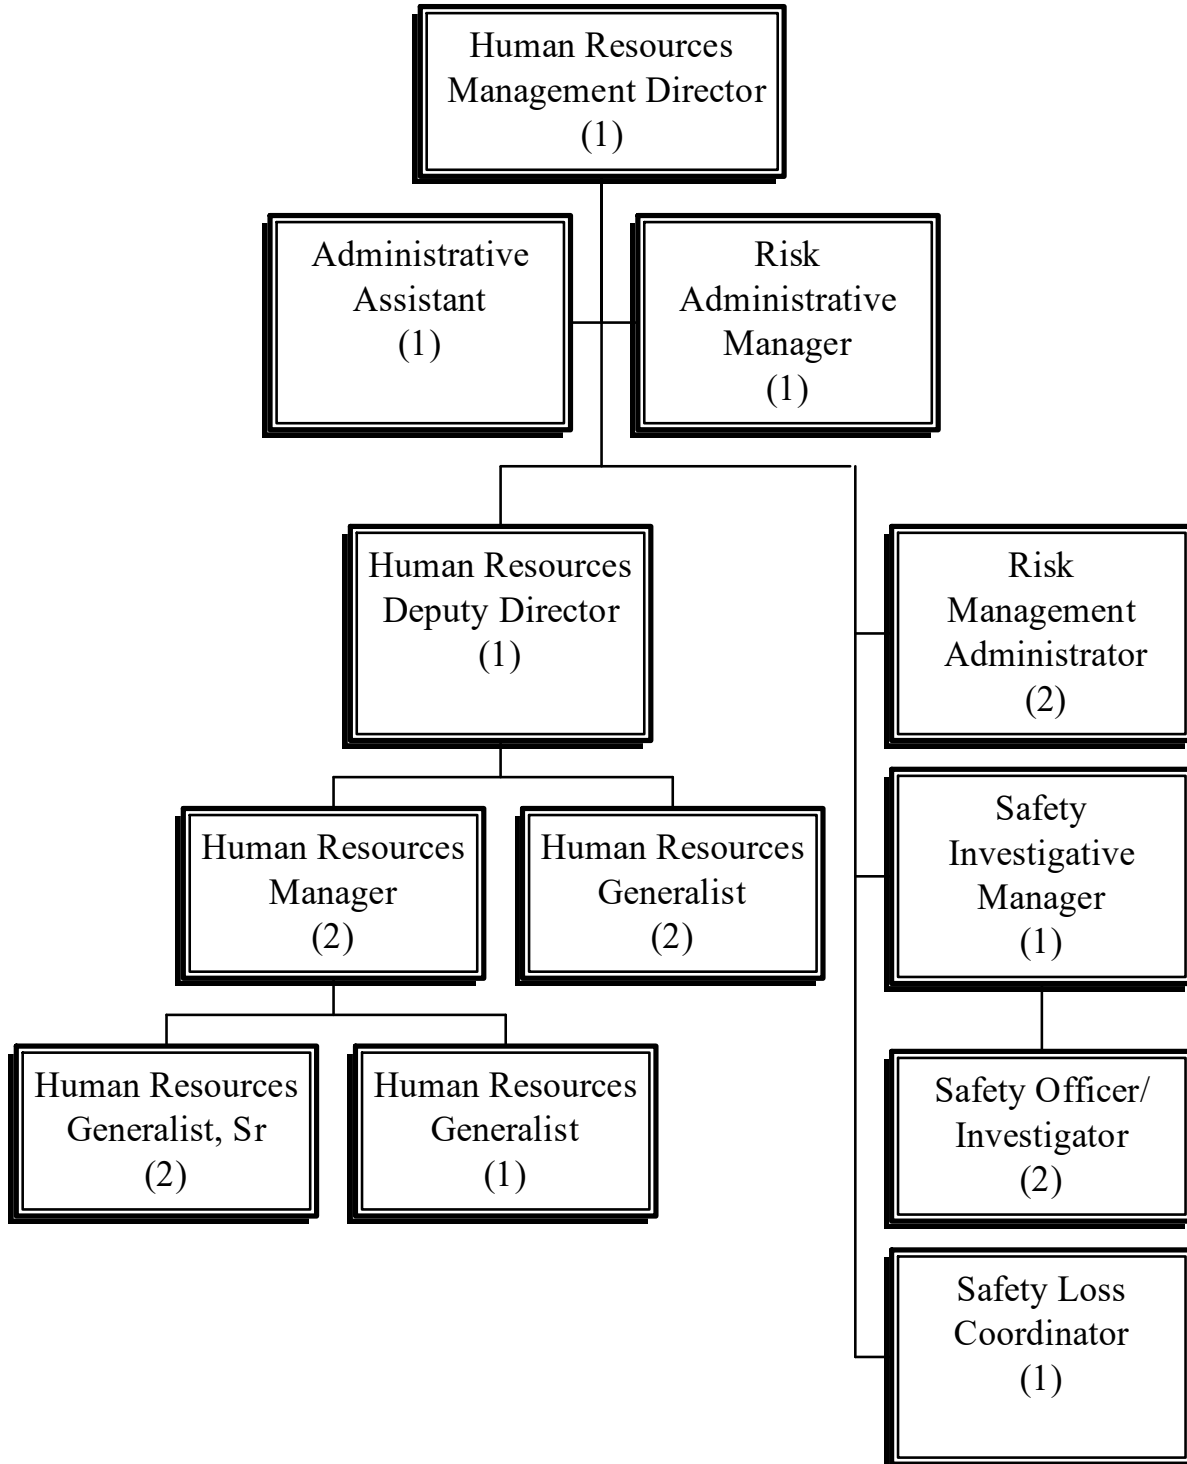 Human Resources
Management Director
(1)
Administrative
Assistant
(1)
Risk
Administrative
Manager
(1)
Human Resources
Deputy Director
(1)
Risk
Management
Administrator
(2)
Human Resources
Manager
(2)
Human Resources
Generalist
(2)
Safety
Investigative
Manager
(1)
Human Resources
Generalist, Sr
(2)
Human Resources
Generalist
(1)
Safety Officer/
Investigator
(2)
Safety Loss
Coordinator
(1)